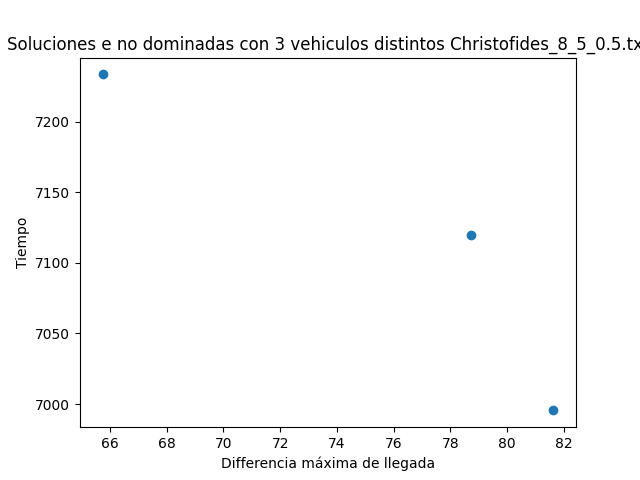 Soluciones e no dominadas con 3 vehiculos distintos Christofides_8_5_0.5.tx
7200
7150
7100
7050
7000
Tiempo
66 68 70 72 74 76 78 80 82
Differencia máxima de llegada